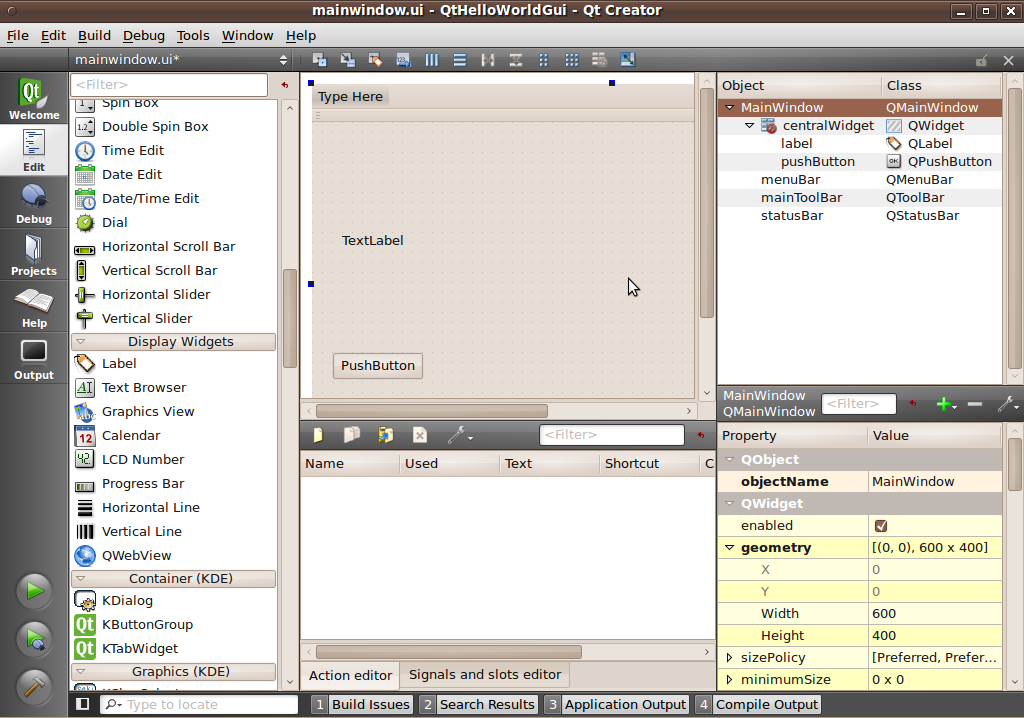 mainwindow.ui - QtHelloWorldGui - Qt Creator
File Edit Build Debug Tools Window Help
mainwindow.ui*
Qt
Welcome
Edit
Debug
Projects
Help
Output
<Filter>
Spin Box
Double Spin Box
Time Edit
Date Edit
Date/Time Edit
Dial
Horizontal Scroll Bar
Vertical Scroll Bar
Horizontal Slider
Vertical Slider
Display Widgets
Label
Text Browser
Graphics View
Calendar
LCD Number
Progress Bar
Horizontal Line
Vertical Line
QWebView
Container (KDE)
KDialog
KButtonGroup
KTabWidget
Graphics (KDE)
Type Here
TextLabel
PushButton
<Filter>
Name Used Text Shortcut C
Action editor Signals and slots editor
Object Class
MainWindow QMainWindow
centralWidget QWidget
label QLabel
pushButton QPushButton
menuBar QMenuBar
mainToolBar QToolBar
statusBar QStatusBar
MainWindow
QMainWindow
<Filter>
Property Value
QObject
objectName MainWindow
QWidget
enabled
geometry [(0, 0), 600 x 400]
X 0
Y 0
Width 600
Height 400
sizePolicy [Preferred, Prefer...
minimumSize 0 x 0
Type to locate
1 Build Issues 2 Search Results 3 Application Output 4 Compile Output